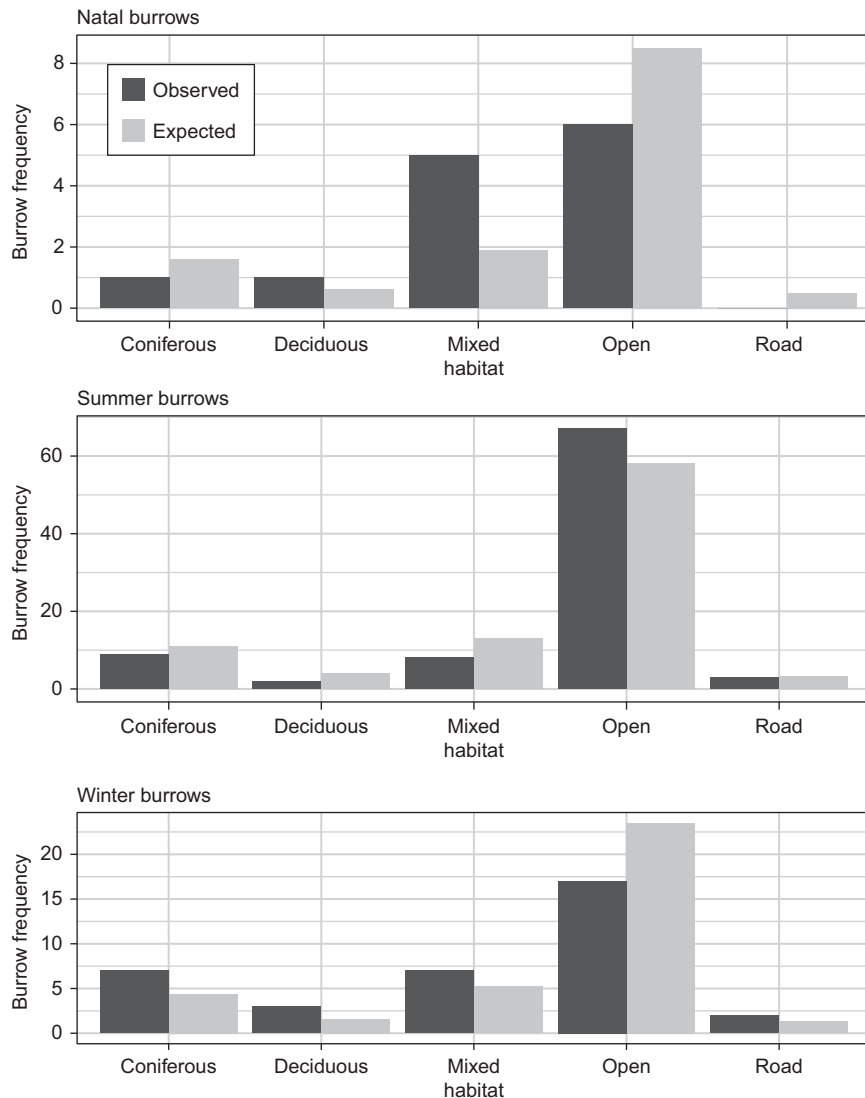 Natal burrows
Burrow frequency
8
6
4
2
0
Observed
Expected
Coniferous
Deciduous
Mixed
habitat
Open
Road
Summer burrows
Burrow frequency
60
40
20
0
Coniferous
Deciduous
Mixed
habitat
Open
Road
Winter burrows
Burrow frequency
20
15
10
5
0
Coniferous
Deciduous
Mixed
habitat
Open
Road